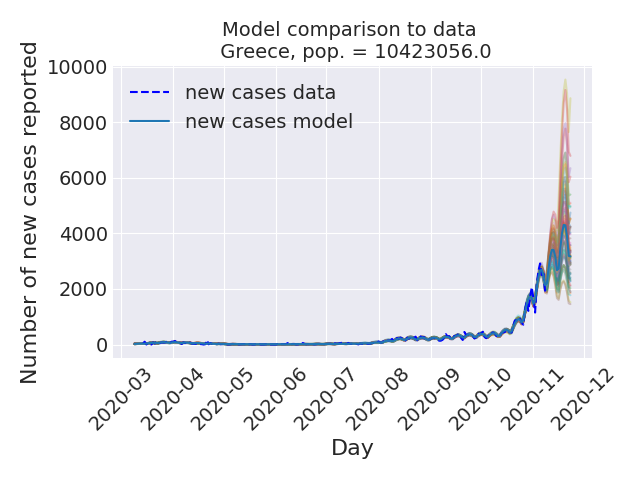 Model comparison to data
Greece, pop. = 10423056.0
Number of new cases reported
10000
8000
6000
4000
2000
0
new cases data
new cases model
2020-03
2020-04
2020-05
2020-06
2020-07
2020-08
2020-09
2020-10
2020-11
2020-12
Day